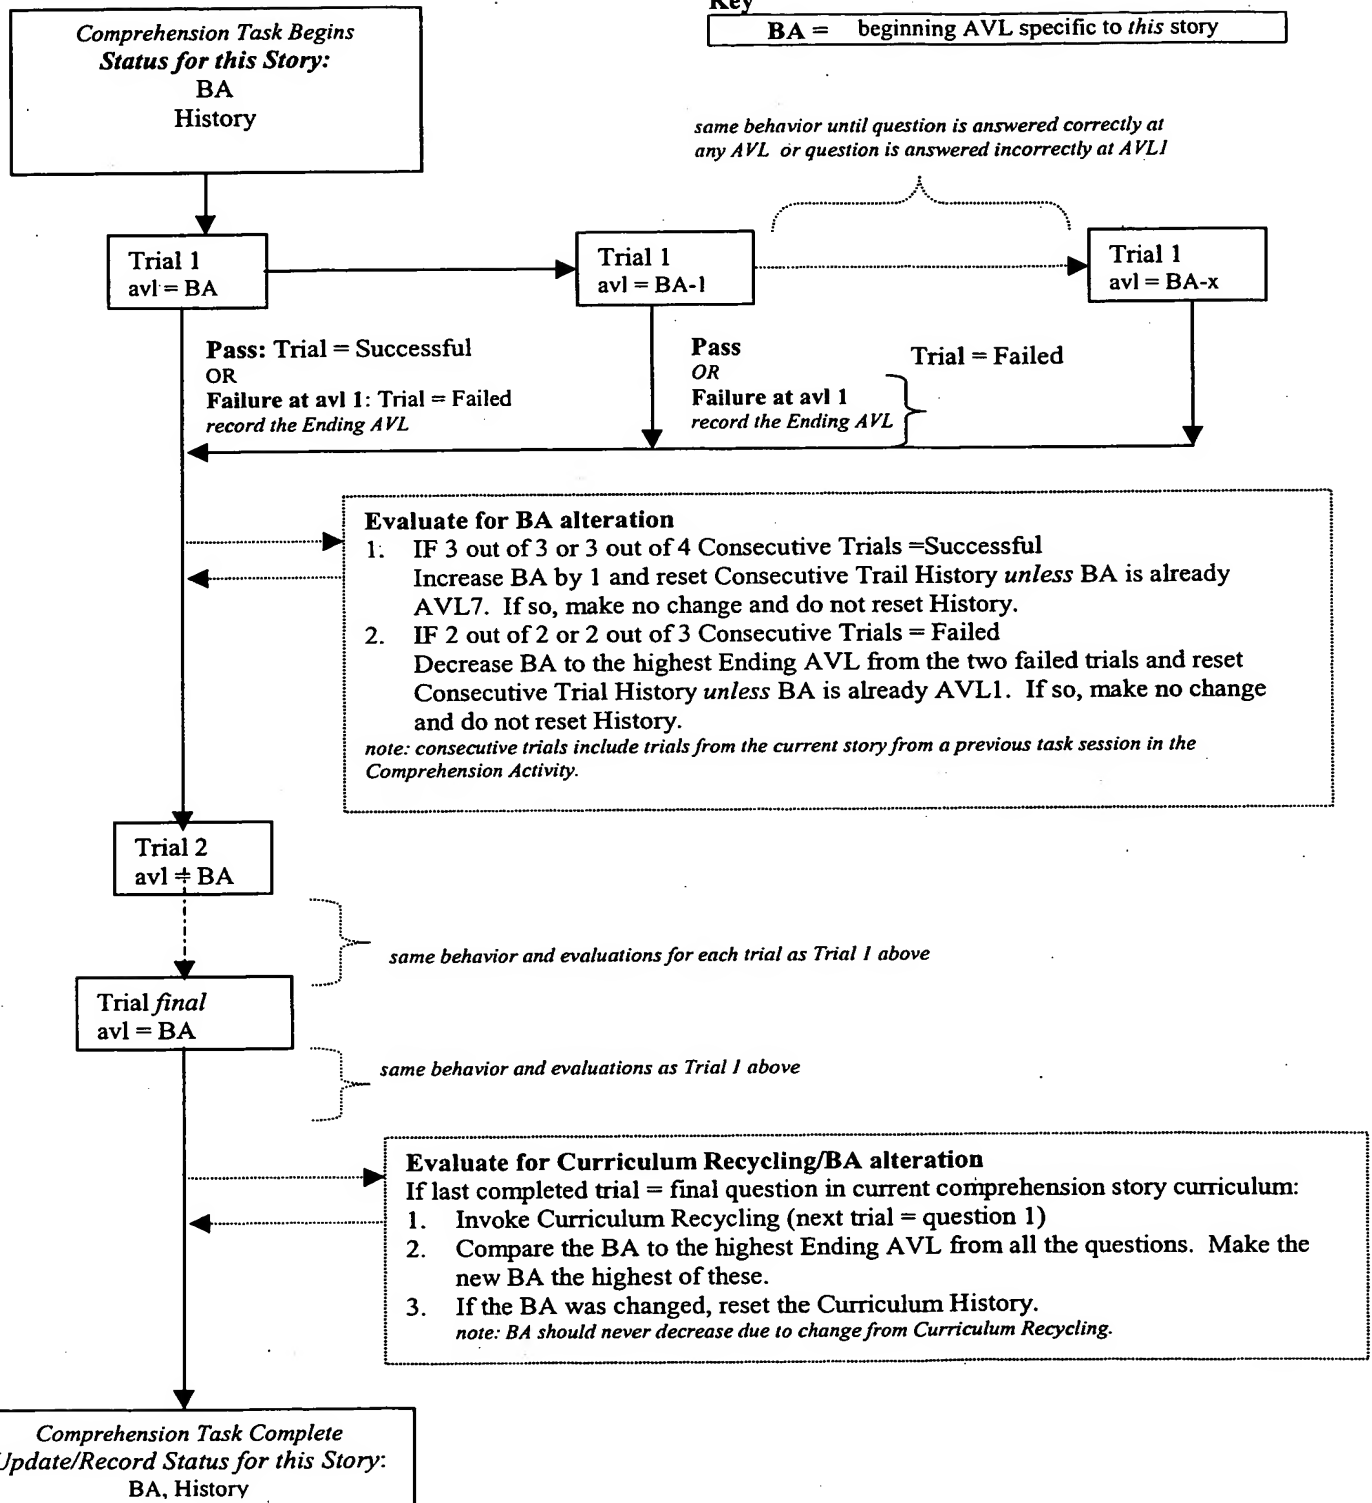 Key
BA = beginning AVL specific to this story
Comprehension Task Begins
Status for this Story:
BA
History
same behavior until question is answered correctly at
any AVL or question is answered incorrectly at AVL1
Trial 1
avl = BA
Trial 1
avl = BA-1
Trial 1
avl = BA-x
Pass: Trial = Successful
OR
Failure at avl 1: Trial = Failed
record the Ending AVL
Pass
OR
Failure at avl 1
record the Ending AVL
Trial = Failed
Evaluate for BA alteration
1. IF 3 out of 3 or 3 out of 4 Consecutive Trials =Successful
Increase BA by 1 and reset Consecutive Trail History unless BA is already
AVL7. If so, make no change and do not reset History.
2. IF 2 out of 2 or 2 out of 3 Consecutive Trials = Failed
Decrease BA to the highest Ending AVL from the two failed trials and reset
Consecutive Trial History unless BA is already AVL1. If so, make no change
and do not reset History.
note: consecutive trials include trials from the current story from a previous task session in the
Comprehension Activity.
Trial 2
avl = BA
same behavior and evaluations for each trial as Trial 1 above
Trial final
avl = BA
same behavior and evaluations as Trial 1 above
Evaluate for Curriculum Recycling/BA alteration
If last completed trial = final question in current comprehension story curriculum:
1. Invoke Curriculum Recycling (next trial = question 1)
2. Compare the BA to the highest Ending AVL from all the questions. Make the
new BA the highest of these.
3. If the BA was changed, reset the Curriculum History.
note: BA should never decrease due to change from Curriculum Recycling.
Comprehension Task Complete
Update/Record Status for this Story:
BA, History